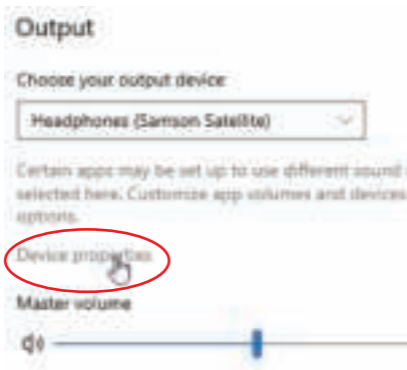 Output
Choose your output device
Headphones (Samson Satellite)
Certain apps may be set up to use different sound
selected here. Customize app volumes and devices
options.
Device properties
Master volume